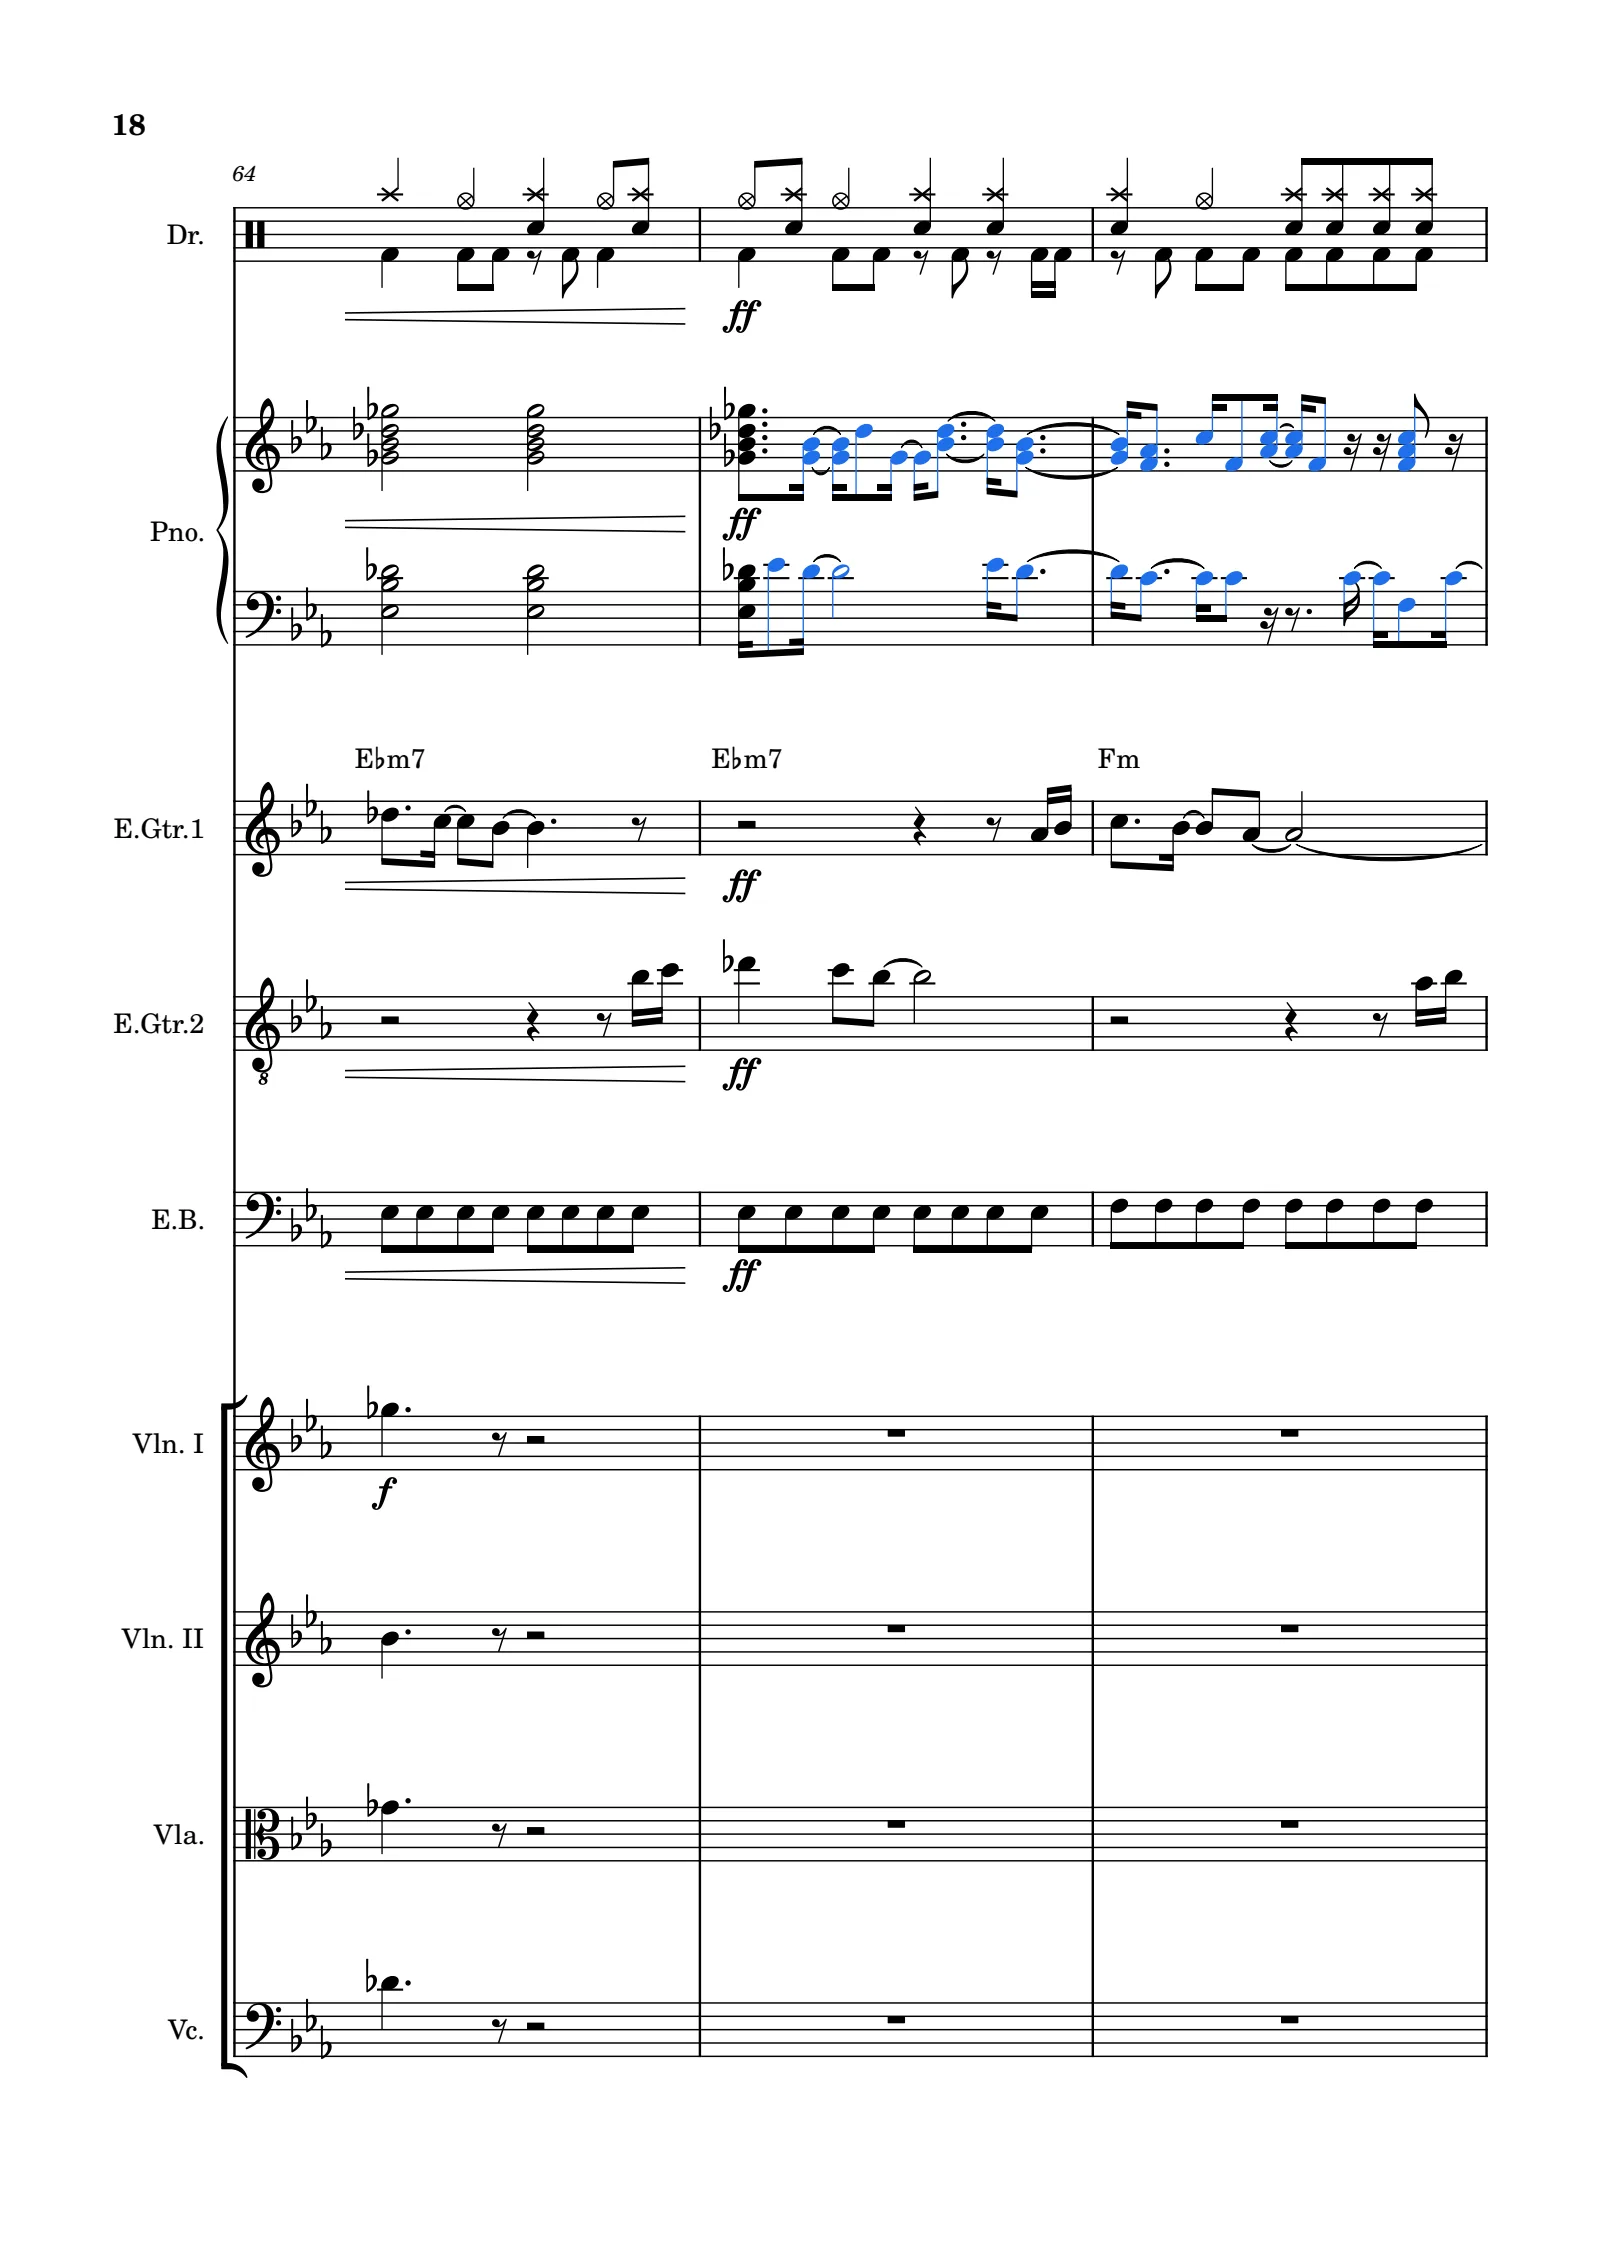 18
64
Dr.
ff
Pno.
ff
E♭m7 E♭m7 Fm
E.Gtr.1
ff
E.Gtr.2
8
ff
E.B.
ff
Vln. I
f
Vln. II
Vla.
Vc.